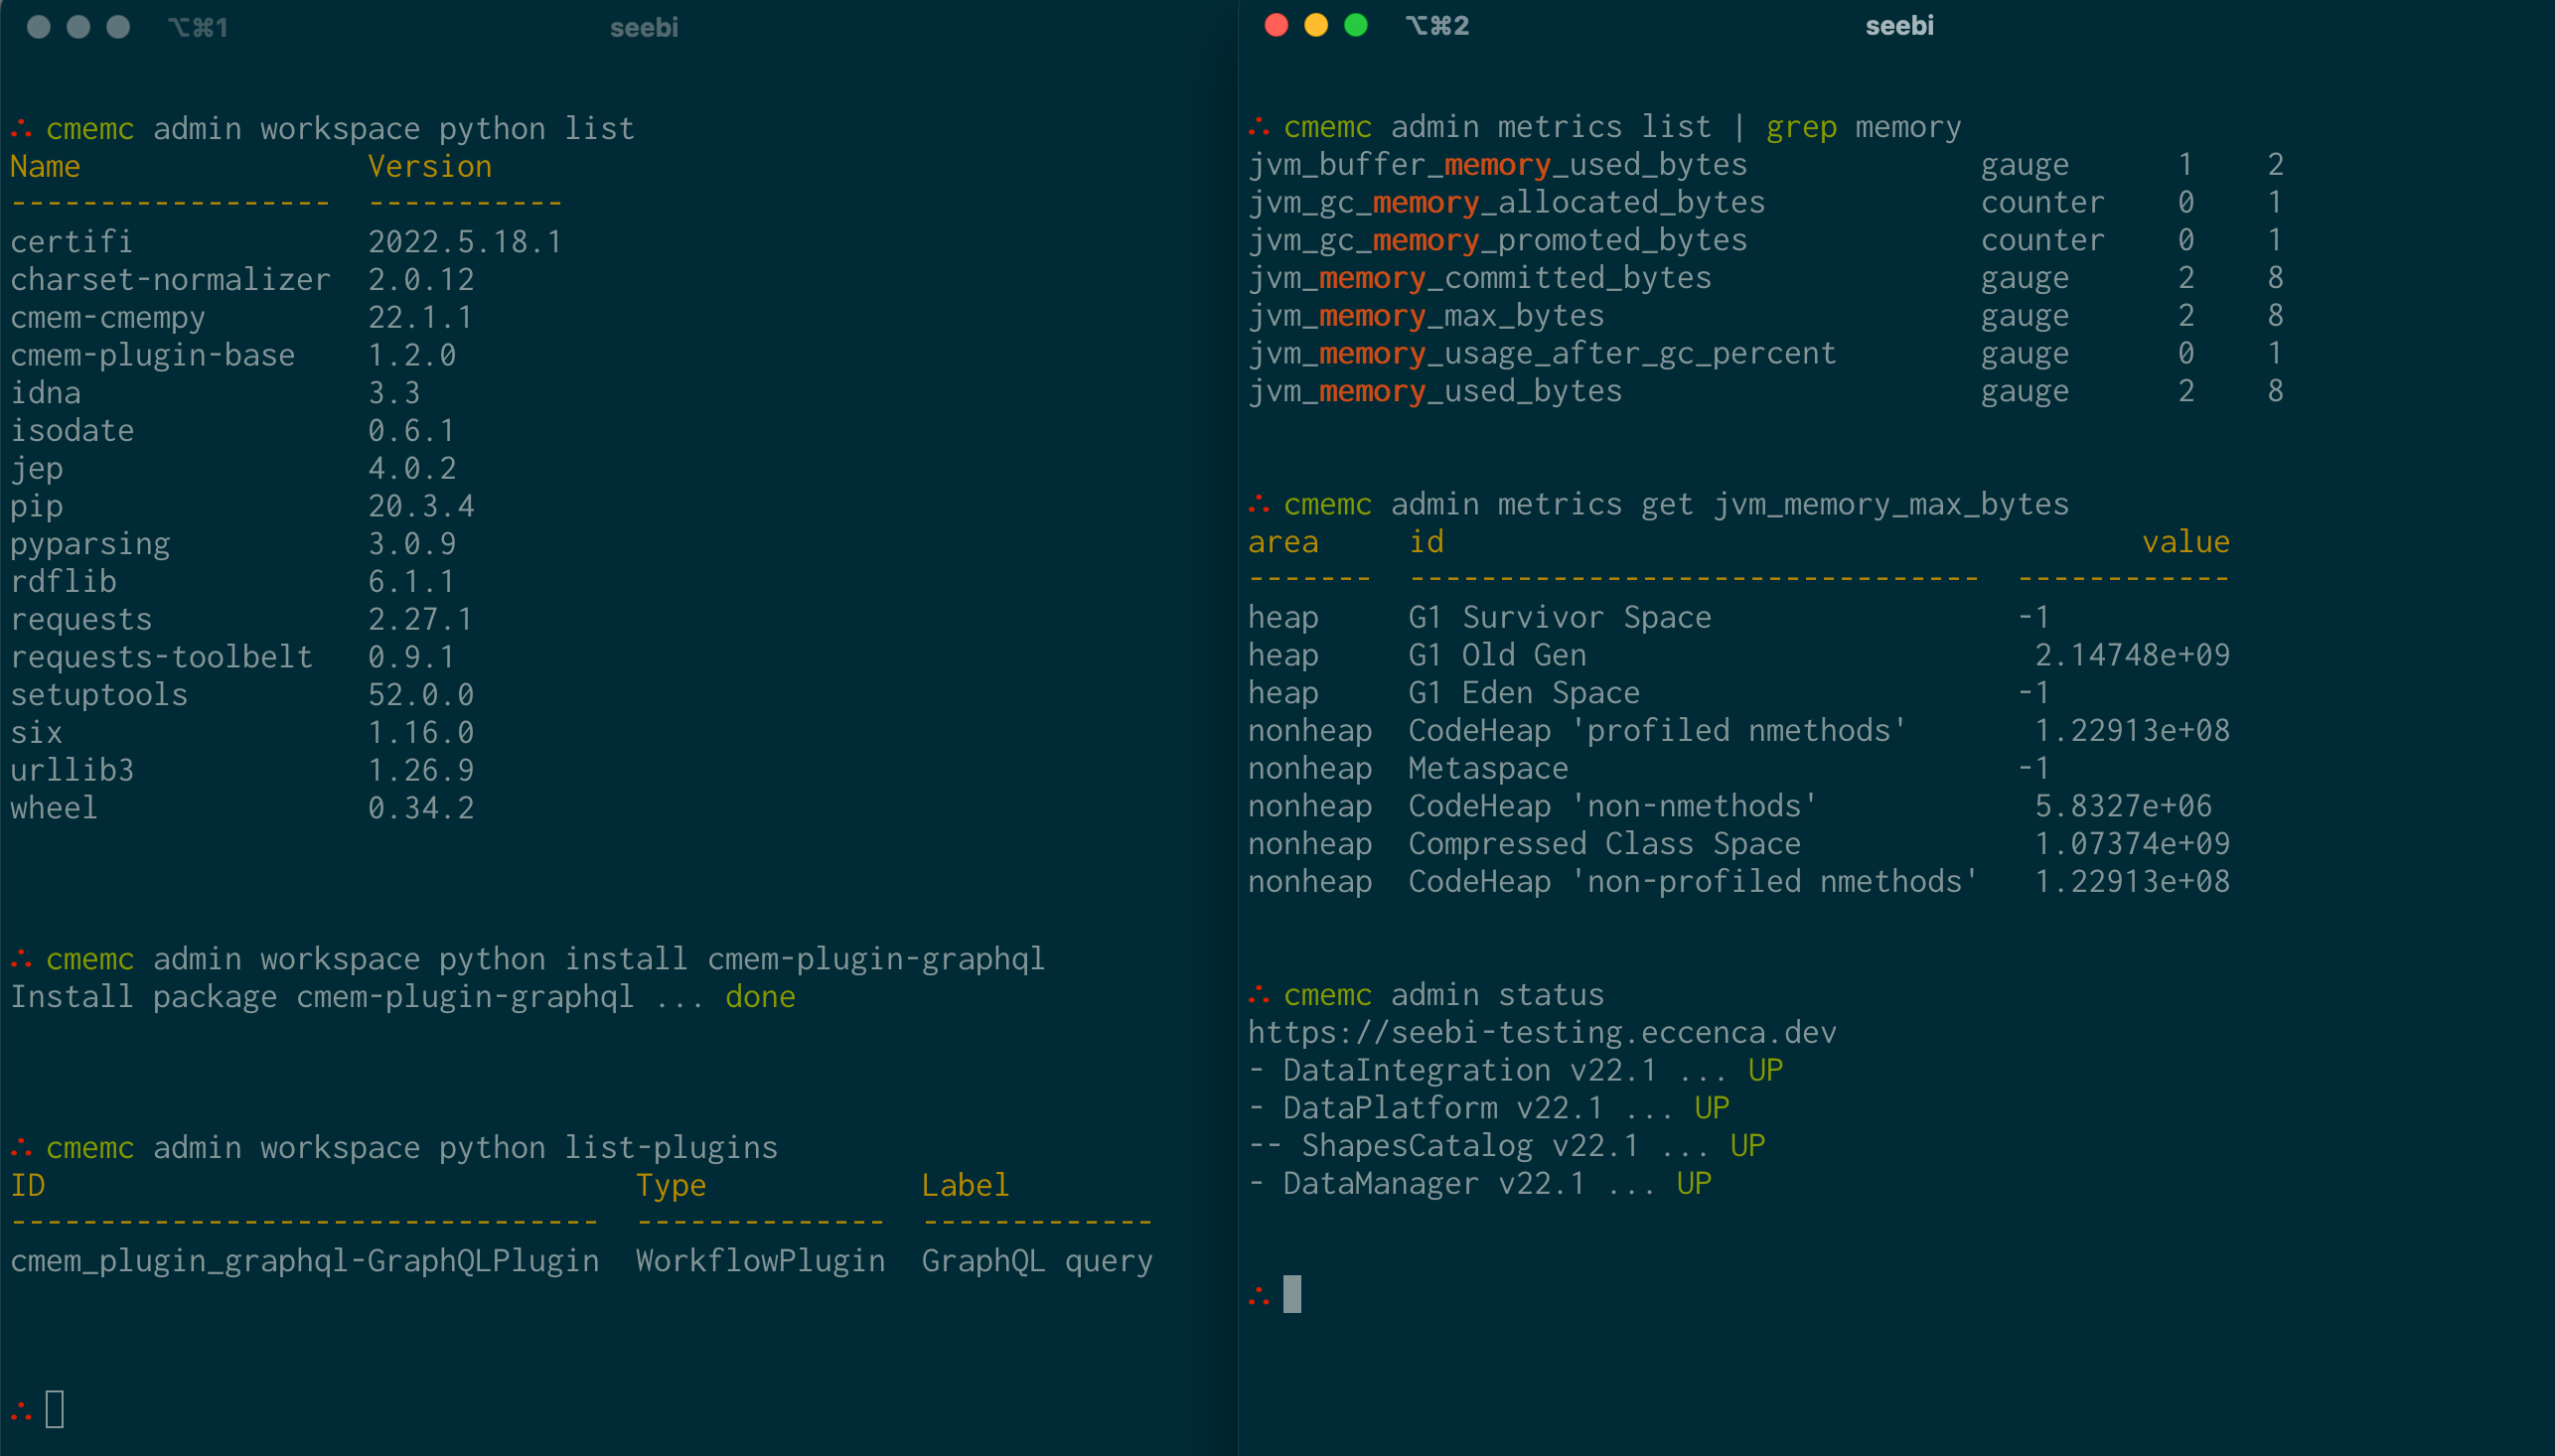 ⌥⌘1 seebi
∴ cmemc admin workspace python list
Name Version
------------------ -----------
certifi 2022.5.18.1
charset-normalizer 2.0.12
cmem-cmempy 22.1.1
cmem-plugin-base 1.2.0
idna 3.3
isodate 0.6.1
jep 4.0.2
pip 20.3.4
pyparsing 3.0.9
rdflib 6.1.1
requests 2.27.1
requests-toolbelt 0.9.1
setuptools 52.0.0
six 1.16.0
urllib3 1.26.9
wheel 0.34.2
∴ cmemc admin workspace python install cmem-plugin-graphql
Install package cmem-plugin-graphql ... done
∴ cmemc admin workspace python list-plugins
ID Type Label
--------------------------------- -------------- -------------
cmem_plugin_graphql-GraphQLPlugin WorkflowPlugin GraphQL query
∴
⌥⌘2 seebi
∴ cmemc admin metrics list | grep memory
jvm_buffer_memory_used_bytes gauge 1 2
jvm_gc_memory_allocated_bytes counter 0 1
jvm_gc_memory_promoted_bytes counter 0 1
jvm_memory_committed_bytes gauge 2 8
jvm_memory_max_bytes gauge 2 8
jvm_memory_usage_after_gc_percent gauge 0 1
jvm_memory_used_bytes gauge 2 8
∴ cmemc admin metrics get jvm_memory_max_bytes
area id value
------- -------------------------------- ------------
heap G1 Survivor Space -1
heap G1 Old Gen 2.14748e+09
heap G1 Eden Space -1
nonheap CodeHeap 'profiled nmethods' 1.22913e+08
nonheap Metaspace -1
nonheap CodeHeap 'non-nmethods' 5.8327e+06
nonheap Compressed Class Space 1.07374e+09
nonheap CodeHeap 'non-profiled nmethods' 1.22913e+08
∴ cmemc admin status
https://seebi-testing.eccenca.dev
- DataIntegration v22.1 ... UP
- DataPlatform v22.1 ... UP
-- ShapesCatalog v22.1 ... UP
- DataManager v22.1 ... UP
∴